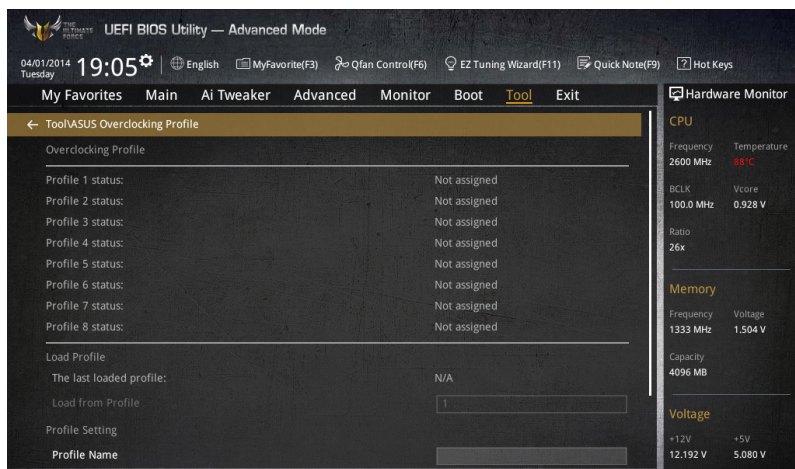 THE ULTIMATE FORCE
UEFI BIOS Utility — Advanced Mode
04/01/2014 Tuesday 19:05 English MyFavorite(F3) Qfan Control(F6) EZ Tuning Wizard(F11) Quick Note(F9) ? Hot Keys
My Favorites Main Ai Tweaker Advanced Monitor Boot Tool Exit
← Tool\ASUS Overclocking Profile
Overclocking Profile
Profile 1 status: Not assigned
Profile 2 status: Not assigned
Profile 3 status: Not assigned
Profile 4 status: Not assigned
Profile 5 status: Not assigned
Profile 6 status: Not assigned
Profile 7 status: Not assigned
Profile 8 status: Not assigned
Load Profile
The last loaded profile: N/A
Load from Profile 1
Profile Setting
Profile Name
Hardware Monitor
CPU
Frequency Temperature
2600 MHz 88°C
BCLK Vcore
100.0 MHz 0.928 V
Ratio
26x
Memory
Frequency Voltage
1333 MHz 1.504 V
Capacity
4096 MB
Voltage
+12V +5V
12.192 V 5.080 V